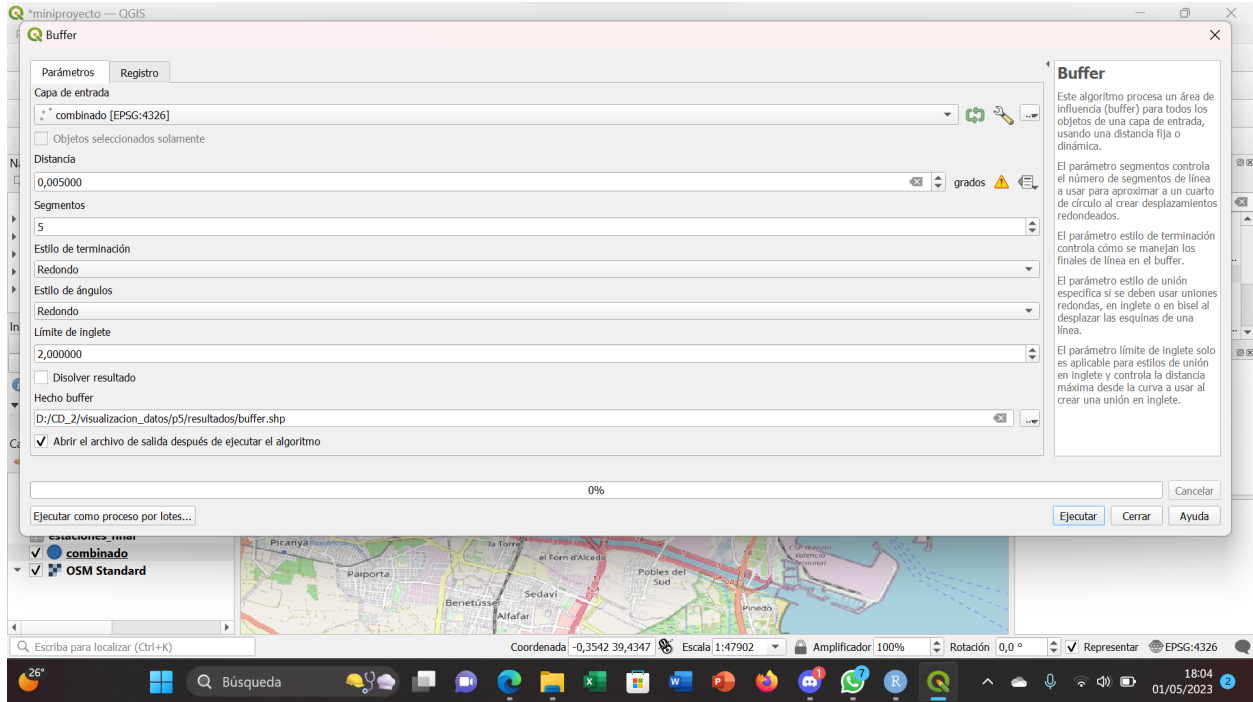 *miniproyecto — QGIS
Buffer
Parámetros
Registro
Capa de entrada
combinado [EPSG:4326]
Objetos seleccionados solamente
Distancia
0,005000
grados
Segmentos
5
Estilo de terminación
Redondo
Estilo de ángulos
Redondo
Límite de inglete
2,000000
Disolver resultado
Hecho buffer
D:/CD_2/visualizacion_datos/p5/resultados/buffer.shp
Abrir el archivo de salida después de ejecutar el algoritmo
Buffer
Este algoritmo procesa un área de
influencia (buffer) para todos los
objetos de una capa de entrada,
usando una distancia fija o
dinámica.
El parámetro segmentos controla
el número de segmentos de línea
a usar para aproximar a un cuarto
de círculo al crear desplazamientos
redondeados.
El parámetro estilo de terminación
controla cómo se manejan los
finales de línea en el buffer.
El parámetro estilo de unión
especifica si se deben usar uniones
redondas, en inglete o en bisel al
desplazar las esquinas de una
línea.
El parámetro límite de inglete solo
es aplicable para estilos de unión
en inglete y controla la distancia
máxima desde la curva a usar al
crear una unión en inglete.
0%
Cancelar
Ejecutar como proceso por lotes...
Ejecutar
Cerrar
Ayuda
estaciones_final
combinado
OSM Standard
Picanya
la Torre
el Forn d'Alcedo
Paiporta
Pobles del
Sud
Sedaví
Benetússer
Alfafar
Pinedo
Valencia
Terminal
Escriba para localizar (Ctrl+K)
Coordenada -0,3542 39,4347
Escala 1:47902
Amplificador 100%
Rotación 0,0 °
Representar
EPSG:4326
26°
Búsqueda
1
7
18:04
01/05/2023
2